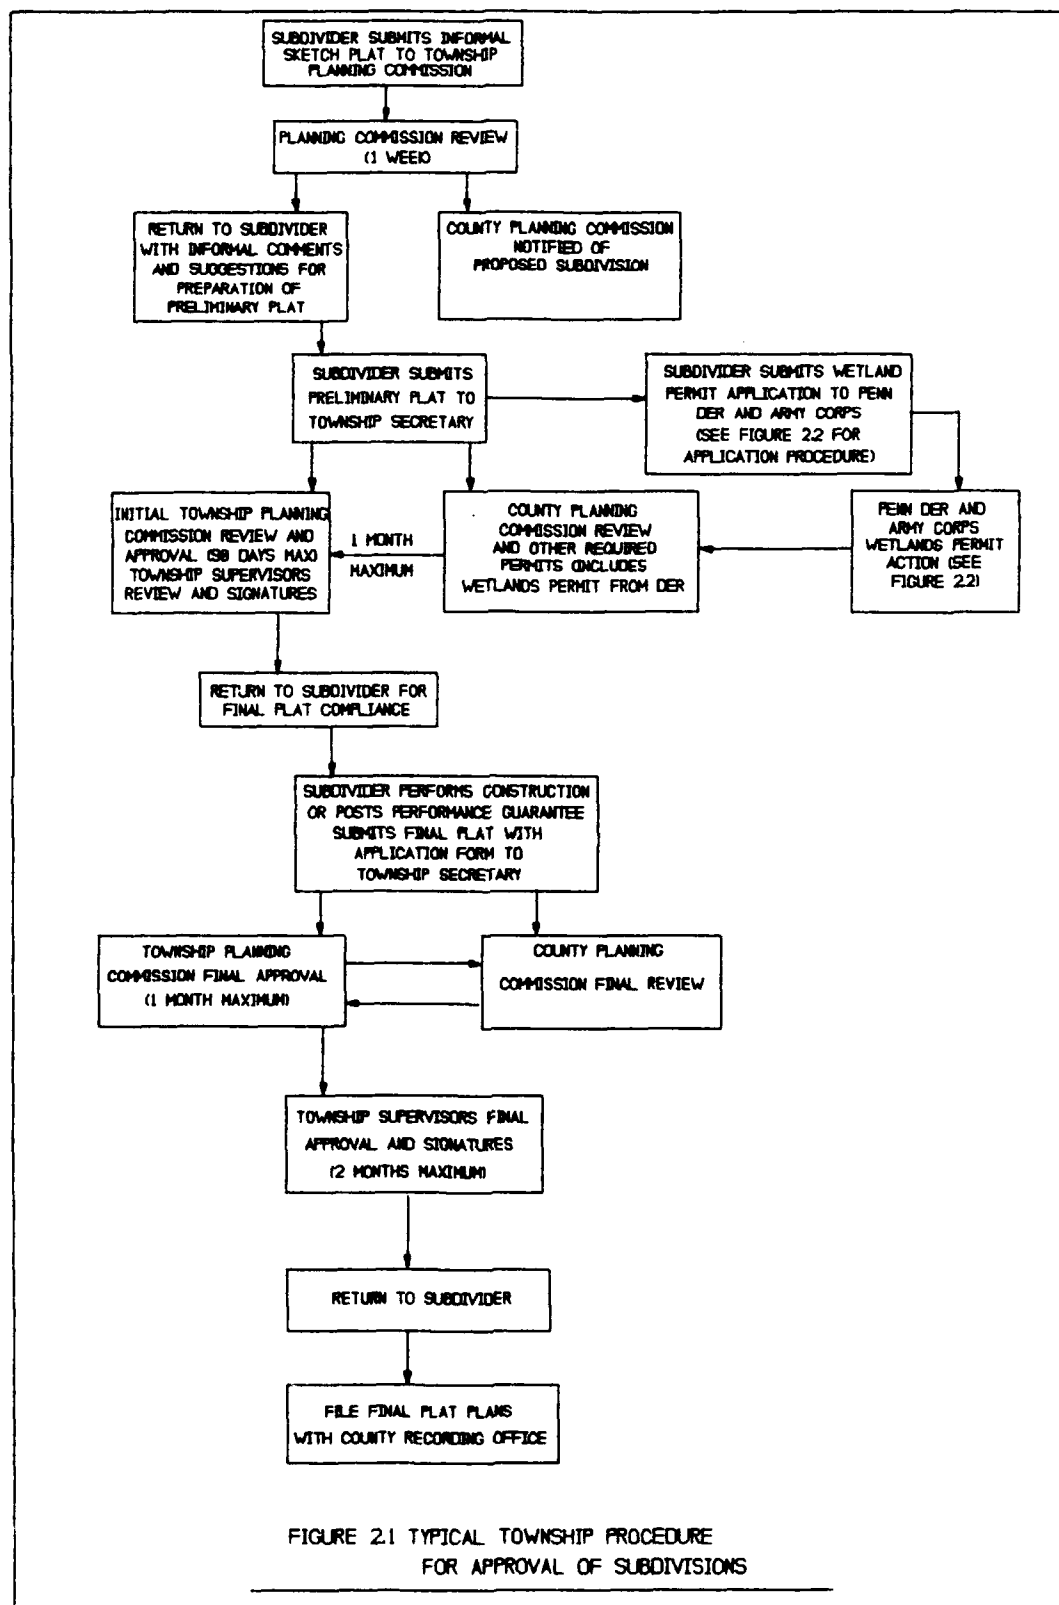 SUBDIVIDER SUBMITS INFORMAL
SKETCH PLAT TO TOWNSHIP
PLANNING COMMISSION
PLANNING COMMISSION REVIEW
(1 WEEK)
RETURN TO SUBDIVIDER
WITH INFORMAL COMMENTS
AND SUGGESTIONS FOR
PREPARATION OF
PRELIMINARY PLAT
COUNTY PLANNING COMMISSION
NOTIFIED OF
PROPOSED SUBDIVISION
SUBDIVIDER SUBMITS
PRELIMINARY PLAT TO
TOWNSHIP SECRETARY
SUBDIVIDER SUBMITS WETLAND
PERMIT APPLICATION TO PENN
DER AND ARMY CORPS
(SEE FIGURE 2.2 FOR
APPLICATION PROCEDURE)
INITIAL TOWNSHIP PLANNING
COMMISSION REVIEW AND
APPROVAL (90 DAYS MAX)
TOWNSHIP SUPERVISORS
REVIEW AND SIGNATURES
1 MONTH
MAXIMUM
COUNTY PLANNING
COMMISSION REVIEW
AND OTHER REQUIRED
PERMITS (INCLUDES
WETLANDS PERMIT FROM DER
PENN DER AND
ARMY CORPS
WETLANDS PERMIT
ACTION (SEE
FIGURE 2.2)
RETURN TO SUBDIVIDER FOR
FINAL PLAT COMPLIANCE
SUBDIVIDER PERFORMS CONSTRUCTION
OR POSTS PERFORMANCE GUARANTEE
SUBMITS FINAL PLAT WITH
APPLICATION FORM TO
TOWNSHIP SECRETARY
TOWNSHIP PLANNING
COMMISSION FINAL APPROVAL
(1 MONTH MAXIMUM)
COUNTY PLANNING
COMMISSION FINAL REVIEW
TOWNSHIP SUPERVISORS FINAL
APPROVAL AND SIGNATURES
(2 MONTHS MAXIMUM)
RETURN TO SUBDIVIDER
FILE FINAL PLAT PLANS
WITH COUNTY RECORDING OFFICE
FIGURE 2.1 TYPICAL TOWNSHIP PROCEDURE
FOR APPROVAL OF SUBDIVISIONS